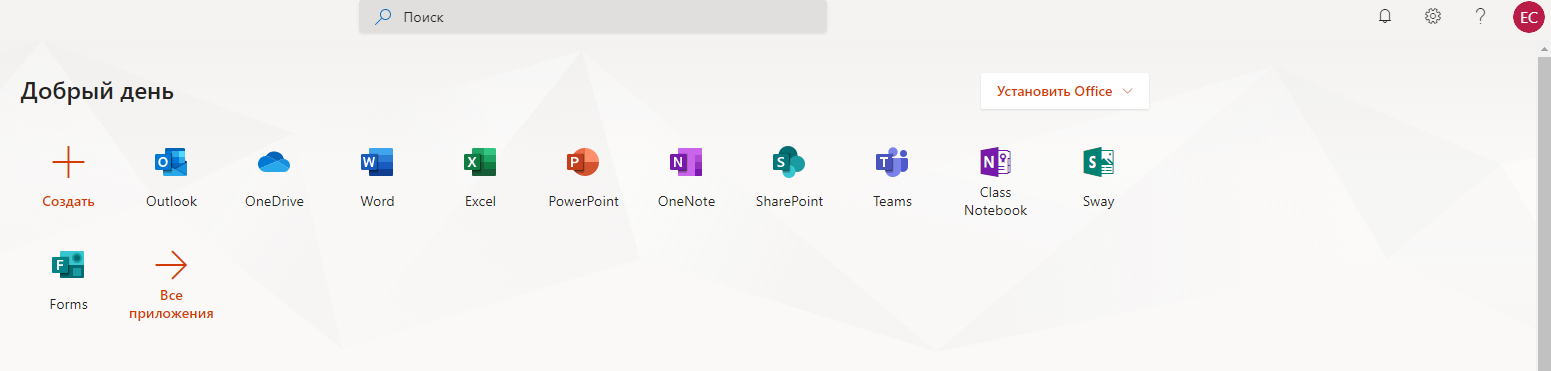 Поиск
EC
Добрый день
Установить Office
Создать
Outlook
OneDrive
Word
Excel
PowerPoint
OneNote
SharePoint
Teams
Class
Notebook
Sway
Forms
Все
приложения